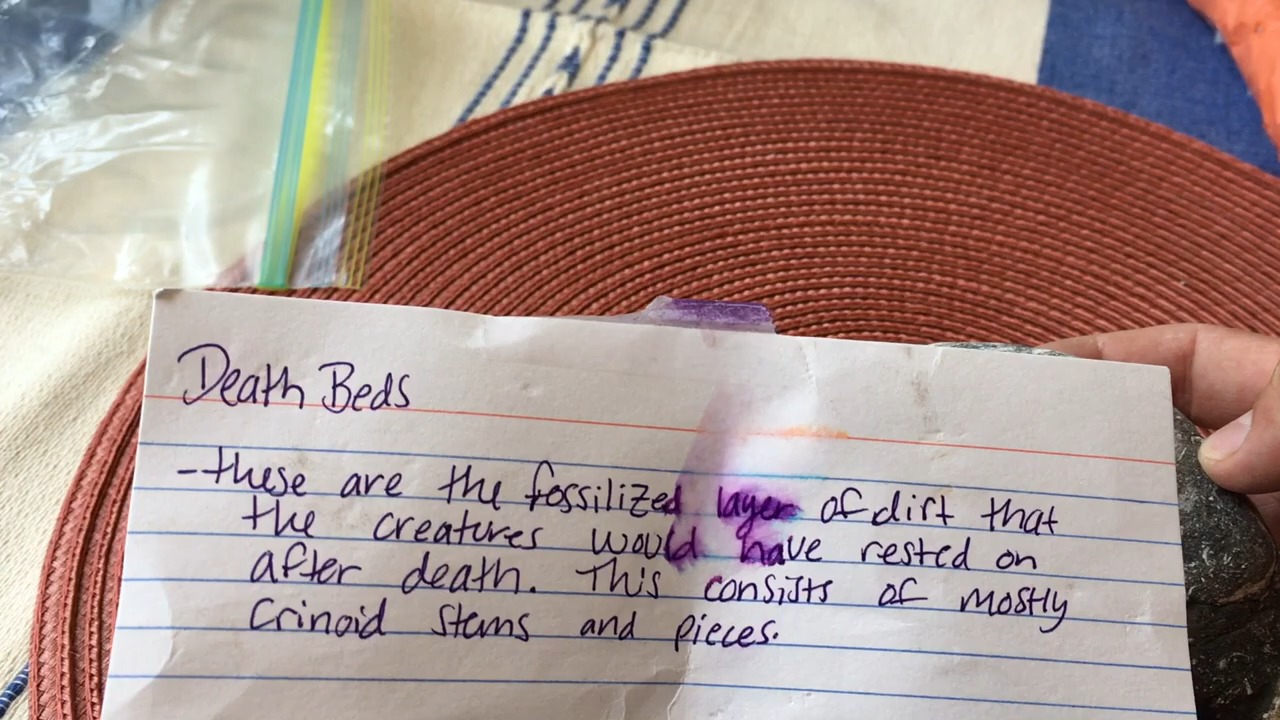 Death Beds
-these are the fossilized layer of dirt that
the creatures would have rested on
after death. This consists of mostly
Crinoid stems and pieces.